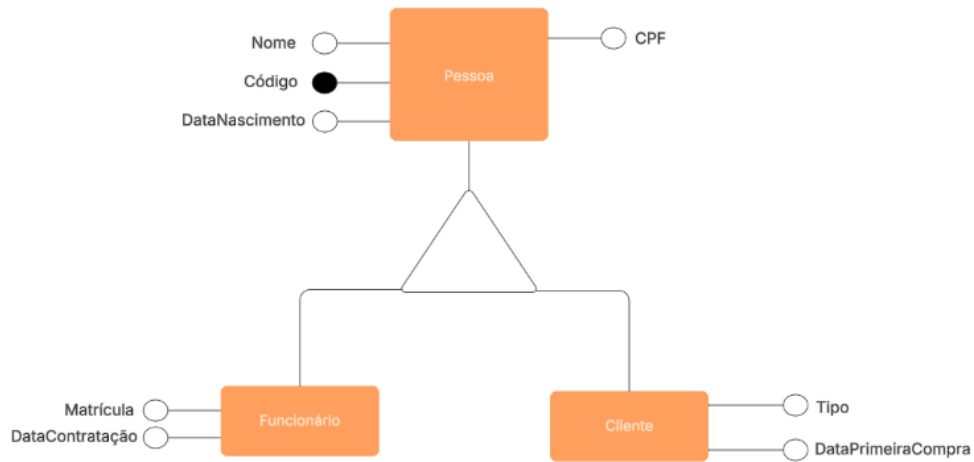 Nome
Código
DataNascimento
Pessoa
CPF
Matrícula
DataContratação
Funcionário
Cliente
Tipo
DataPrimeiraCompra